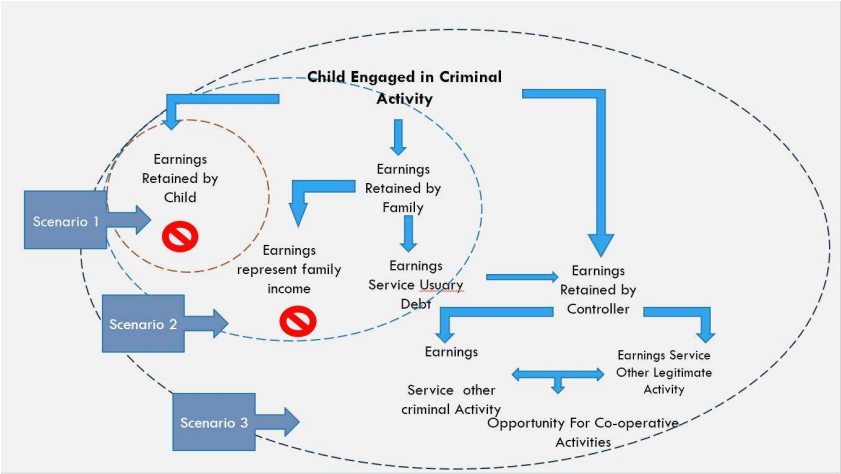 Child Engaged in Criminal
Activity
Earnings
Retained by
Child
Earnings
Retained by
Family
Scenario 1
Earnings
represent family
income
Earnings
Service Usuary
Debt
Earnings
Retained by
Controller
Scenario 2
Earnings
Service other
criminal Activity
Earnings Service
Other Legitimate
Activity
Opportunity For Co-operative
Activities
Scenario 3